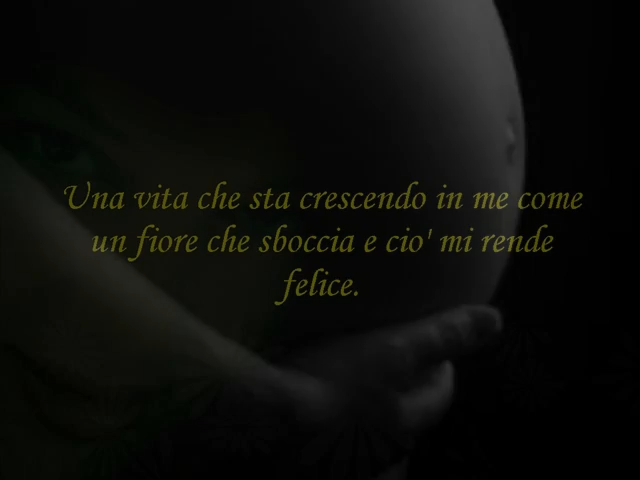 Una vita che sta crescendo in me come
un fiore che sboccia e cio' mi rende
felice.